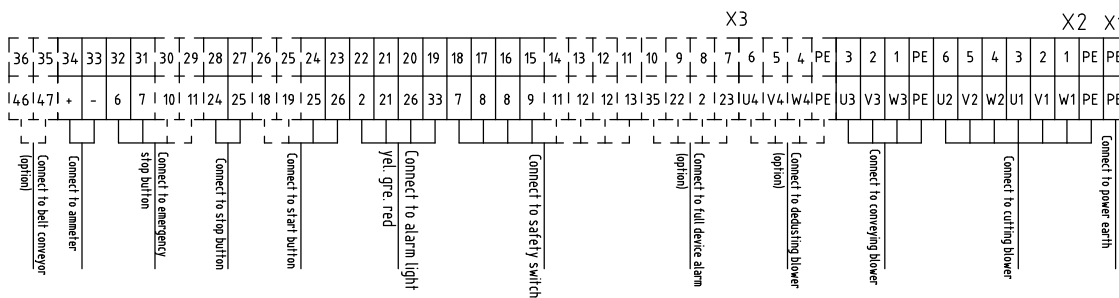 X3
X2 X1
36 35 34 33 32 31 30 29 28 27 26 25 24 23 22 21 20 19 18 17 16 15 14 13 12 11 10 9 8 7 6 5 4 PE 3 2 1 PE 6 5 4 3 2 1 PE PE
46 47 + - 6 7 10 11 24 25 18 19 25 26 2 21 26 33 7 8 8 9 11 12 12 13 35 22 2 23 U4 V4 W4 PE U3 V3 W3 PE U2 V2 W2 U1 V1 W1 PE PE
Connect to belt conveyor
(option)
Connect to ammeter
Connect to emergency
stop button
Connect to stop button
Connect to start button
Connect to alarm light
yel. gre. red
Connect to safety switch
Connect to full device alarm
(option)
Connect to dedusting blower
(option)
Connect to conveying blower
Connect to cutting blower
Connect to power earth